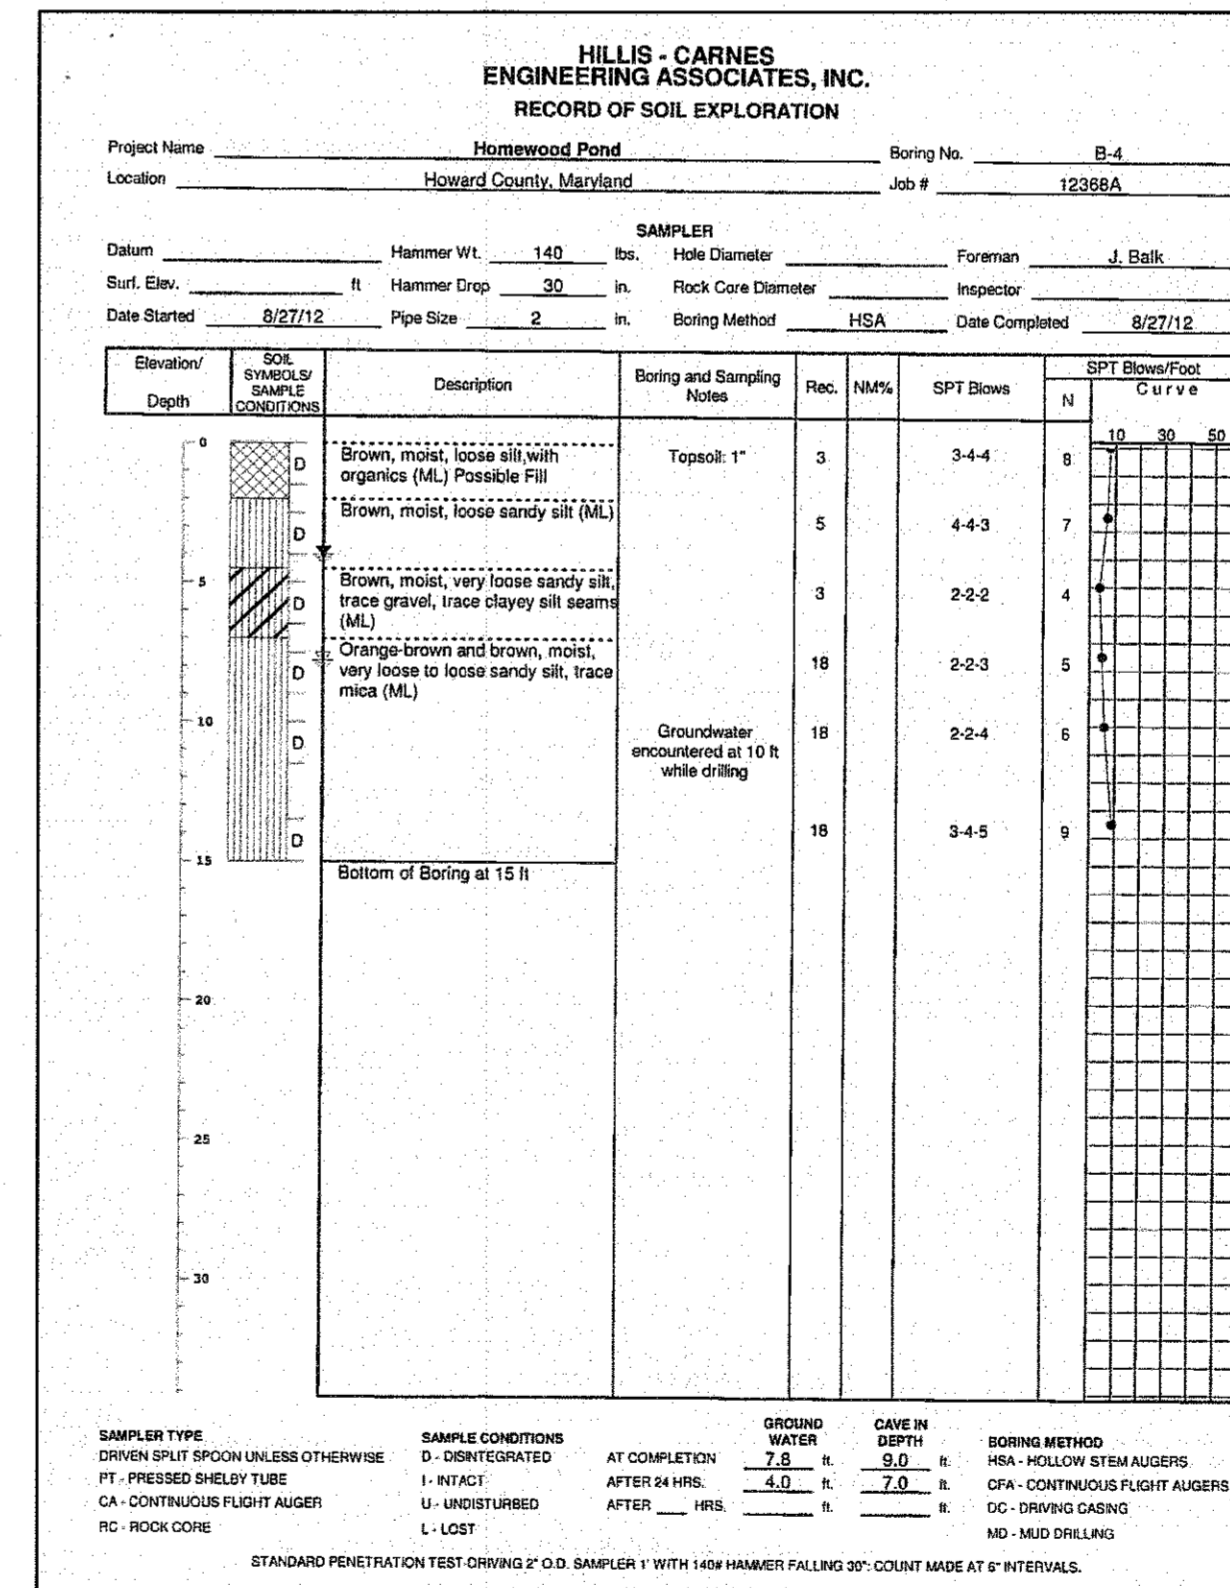 HILLIS - CARNES
ENGINEERING ASSOCIATES, INC.
RECORD OF SOIL EXPLORATION
Project Name Homewood Pond Boring No. B-4
Location Howard County, Maryland Job # 12368A
SAMPLER
Datum Hammer Wt. 140 lbs. Hole Diameter Foreman J. Balk
Surf. Elev. ft Hammer Drop 30 in. Rock Core Diameter Inspector
Date Started 8/27/12 Pipe Size 2 in. Boring Method HSA Date Completed 8/27/12
Elevation/ Depth
SOIL SYMBOLS/ SAMPLE CONDITIONS
Description
Boring and Sampling Notes
Rec. NM% SPT Blows
SPT Blows/Foot
N Curve
10 30 50
0 D Brown, moist, loose silt,with Topsoil: 1" 3 3-4-4 8
organics (ML) Possible Fill
Brown, moist, loose sandy silt (ML)
D 5 4-4-3 7
5 Brown, moist, very loose sandy silt,
D trace gravel, trace clayey silt seams 3 2-2-2 4
(ML)
Orange-brown and brown, moist,
D very loose to loose sandy silt, trace 18 2-2-3 5
mica (ML)
10
D Groundwater 18 2-2-4 6
encountered at 10 ft
while drilling
D 18 3-4-5 9
15
Bottom of Boring at 15 ft
20
25
30
GROUND WATER CAVE IN DEPTH
SAMPLER TYPE SAMPLE CONDITIONS BORING METHOD
DRIVEN SPLIT SPOON UNLESS OTHERWISE D - DISINTEGRATED AT COMPLETION 7.8 ft. 9.0 ft. HSA - HOLLOW STEM AUGERS
PT - PRESSED SHELBY TUBE I - INTACT AFTER 24 HRS. 4.0 ft. 7.0 ft. CFA - CONTINUOUS FLIGHT AUGERS
CA - CONTINUOUS FLIGHT AUGER U - UNDISTURBED AFTER HRS. ft. ft. DC - DRIVING CASING
RC - ROCK CORE L - LOST MD - MUD DRILLING
STANDARD PENETRATION TEST-DRIVING 2" O.D. SAMPLER 1' WITH 140# HAMMER FALLING 30": COUNT MADE AT 6" INTERVALS.